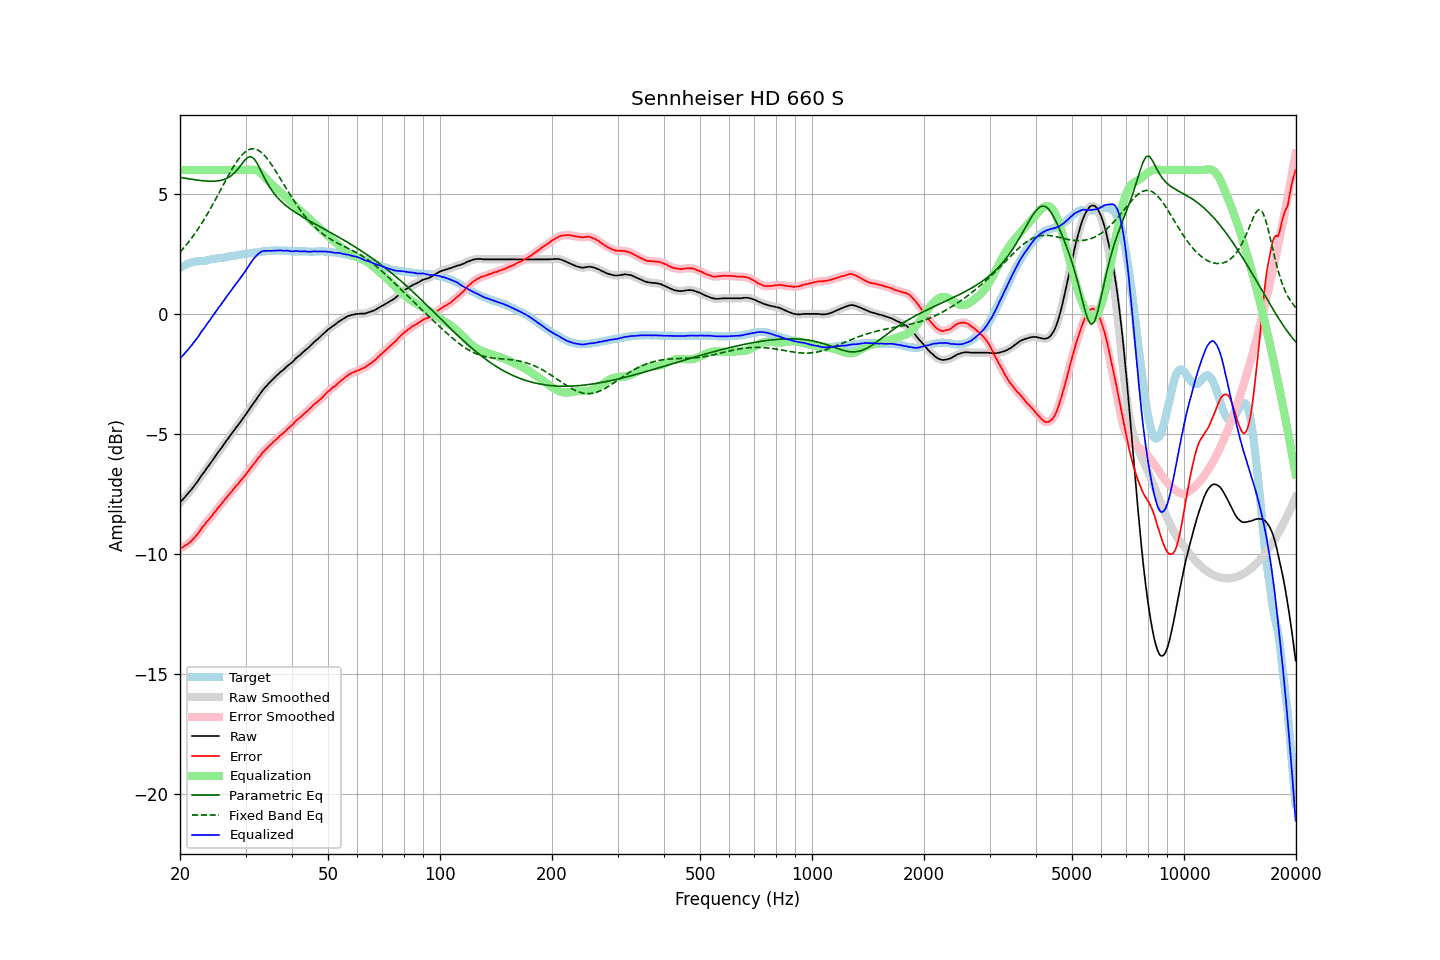 Sennheiser HD 660 S
Amplitude (dBr)
5
0
−5
−10
−15
−20
Target
Raw Smoothed
Error Smoothed
Raw
Error
Equalization
Parametric Eq
Fixed Band Eq
Equalized
20 50 100 200 500 1000 2000 5000 10000 20000
Frequency (Hz)